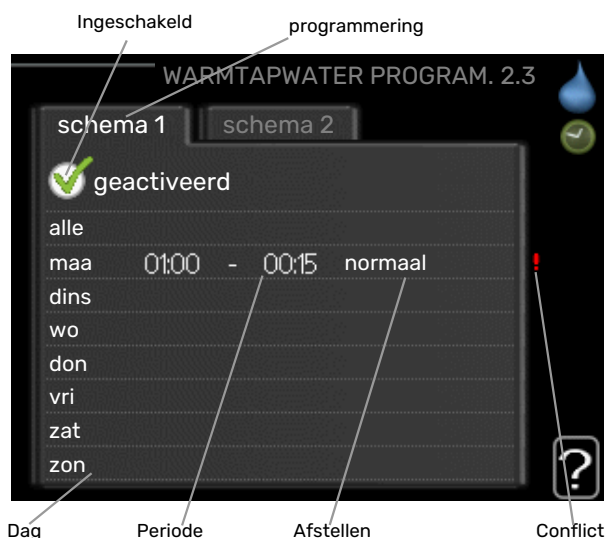 Ingeschakeld
programmering
WARMTAPWATER PROGRAM. 2.3
schema 1
schema 2
geactiveerd
alle
maa 01:00 - 00:15 normaal !
dins
wo
don
vri
zat
zon
?
Dag Periode Afstellen Conflict